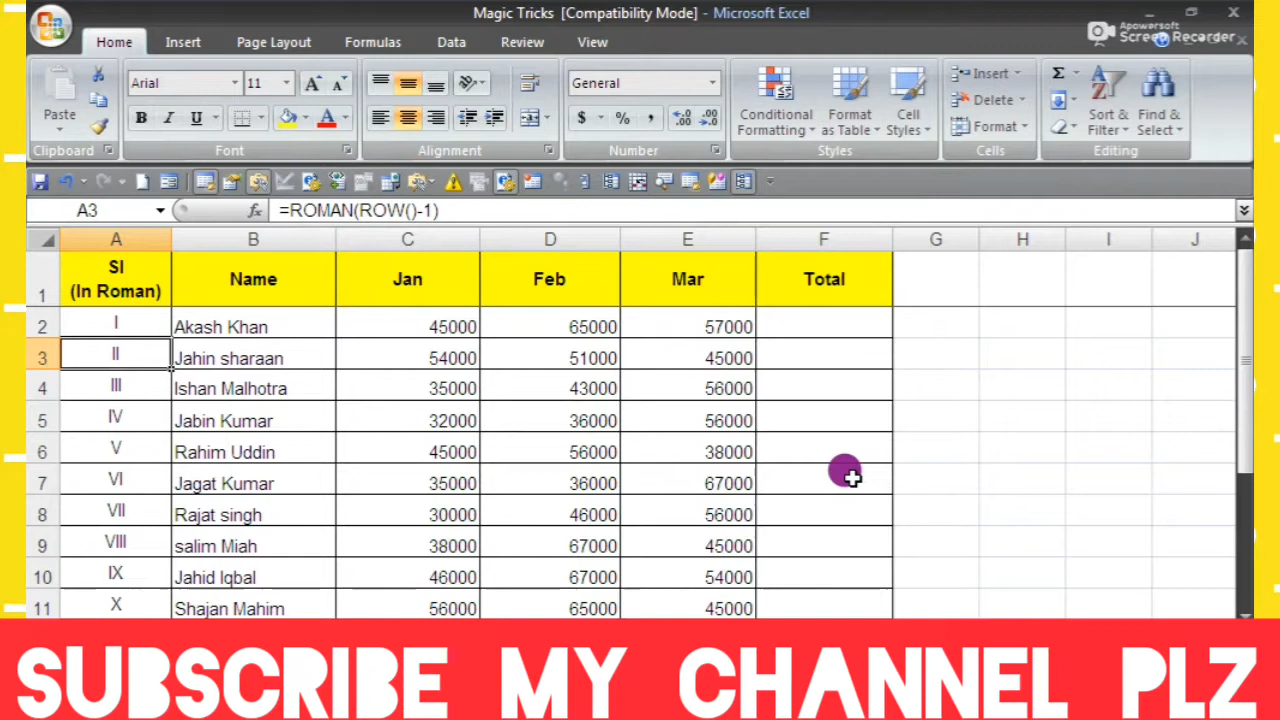 Magic Tricks [Compatibility Mode] - Microsoft Excel
Apowersoft
Screen Recorder
Home Insert Page Layout Formulas Data Review View
Arial 11 General
Paste
Conditional Formatting
Format as Table
Cell Styles
Insert
Delete
Format
Sort & Filter
Find & Select
Clipboard Font Alignment Number Styles Cells Editing
A3 fx =ROMAN(ROW()-1)
A B C D E F G H I J
1 SI (In Roman) Name Jan Feb Mar Total
2 I Akash Khan 45000 65000 57000
3 II Jahin sharaan 54000 51000 45000
4 III Ishan Malhotra 35000 43000 56000
5 IV Jabin Kumar 32000 36000 56000
6 V Rahim Uddin 45000 56000 38000
7 VI Jagat Kumar 35000 36000 67000
8 VII Rajat singh 30000 46000 56000
9 VIII salim Miah 38000 67000 45000
10 IX Jahid Iqbal 46000 67000 54000
11 X Shajan Mahim 56000 65000 45000
SUBSCRIBE MY CHANNEL PLZ